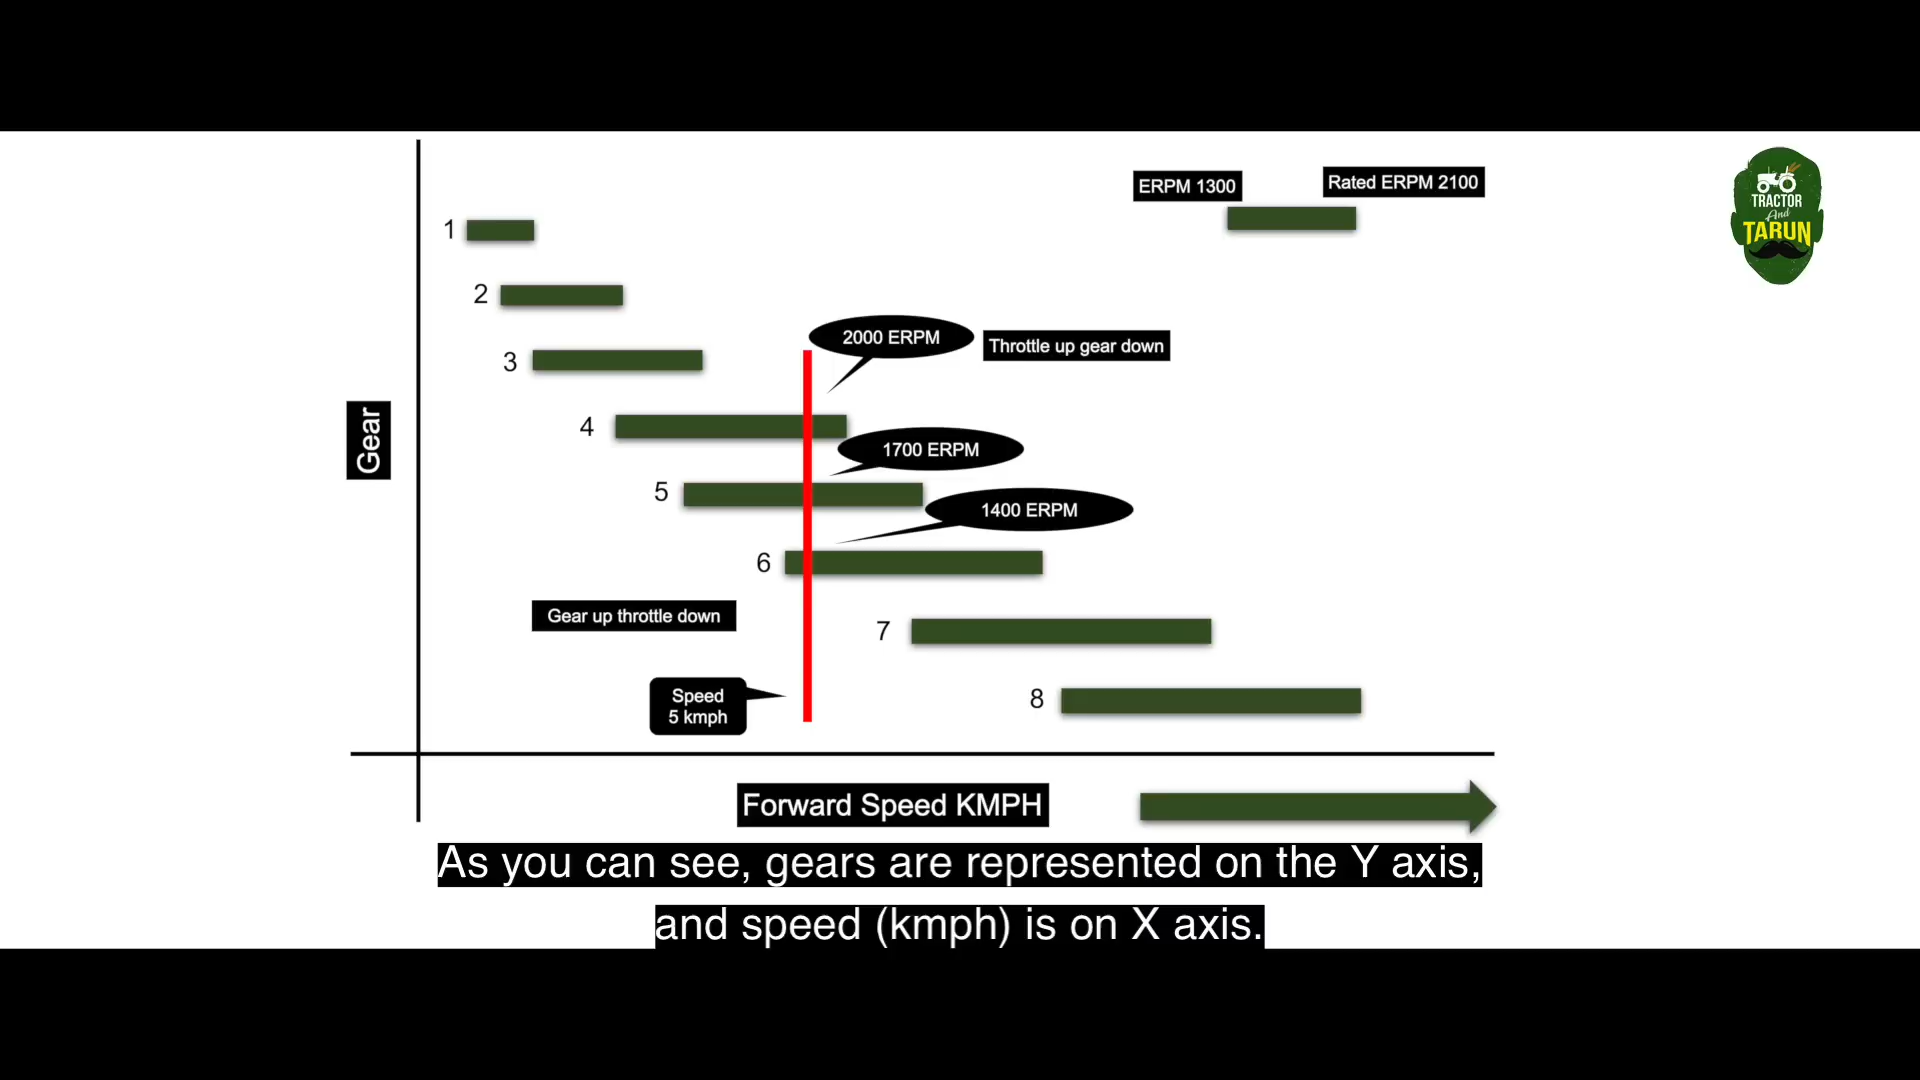 ERPM 1300
Rated ERPM 2100
TRACTOR
And
TARUN
1
2
3
2000 ERPM
Throttle up gear down
4
Gear
1700 ERPM
5
1400 ERPM
6
Gear up throttle down
7
Speed
5 kmph
8
Forward Speed KMPH
As you can see, gears are represented on the Y axis,
and speed (kmph) is on X axis.